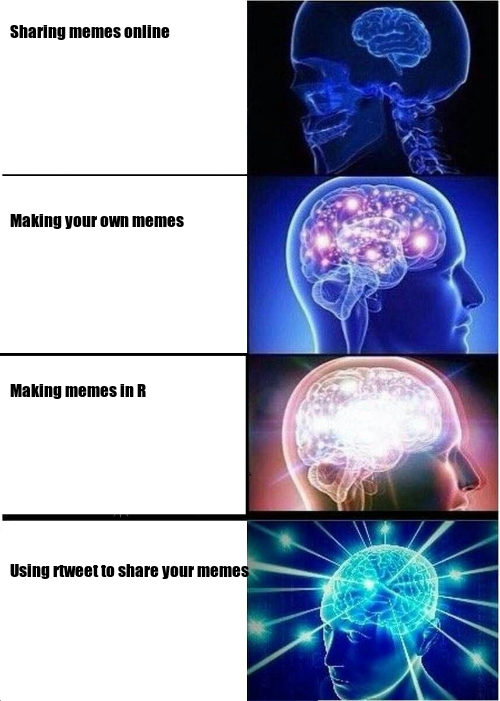 Sharing memes online
Making your own memes
Making memes in R
Using rtweet to share your memes